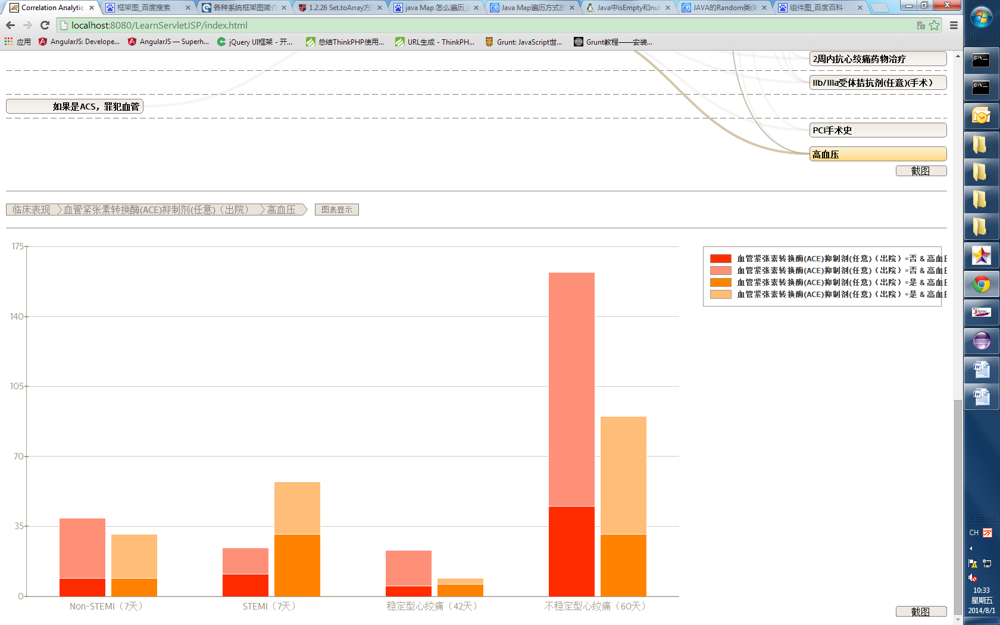 Correlation Analytic
框架图_百度搜索
各种系统框架图简介
1.2.26 Set.toArray方
java Map 怎么遍历_
Java Map遍历方式的
Java中isEmpty和nul
JAVA的Random类(
组件图_百度百科
localhost:8080/LearnServletJSP/index.html
应用
AngularJS: Develope...
AngularJS — Superh...
jQuery UI框架 - 开...
总结ThinkPHP使用...
URL生成 - ThinkPH...
Grunt: JavaScript世...
Grunt教程——安装...
2周内抗心绞痛药物治疗
IIb/IIIa受体拮抗剂(任意)(手术）
如果是ACS，罪犯血管
PCI手术史
高血压
截图
临床表现
血管紧张素转换酶(ACE)抑制剂(任意)（出院）
高血压
图表显示
175
140
105
70
35
0
血管紧张素转换酶(ACE)抑制剂(任意)（出院）=否 & 高血
血管紧张素转换酶(ACE)抑制剂(任意)（出院）=否 & 高血
血管紧张素转换酶(ACE)抑制剂(任意)（出院）=是 & 高血
血管紧张素转换酶(ACE)抑制剂(任意)（出院）=是 & 高血
Non-STEMI（7天）
STEMI（7天）
稳定型心绞痛（42天）
不稳定型心绞痛（60天）
截图
CH
10:33
星期五
2014/8/1